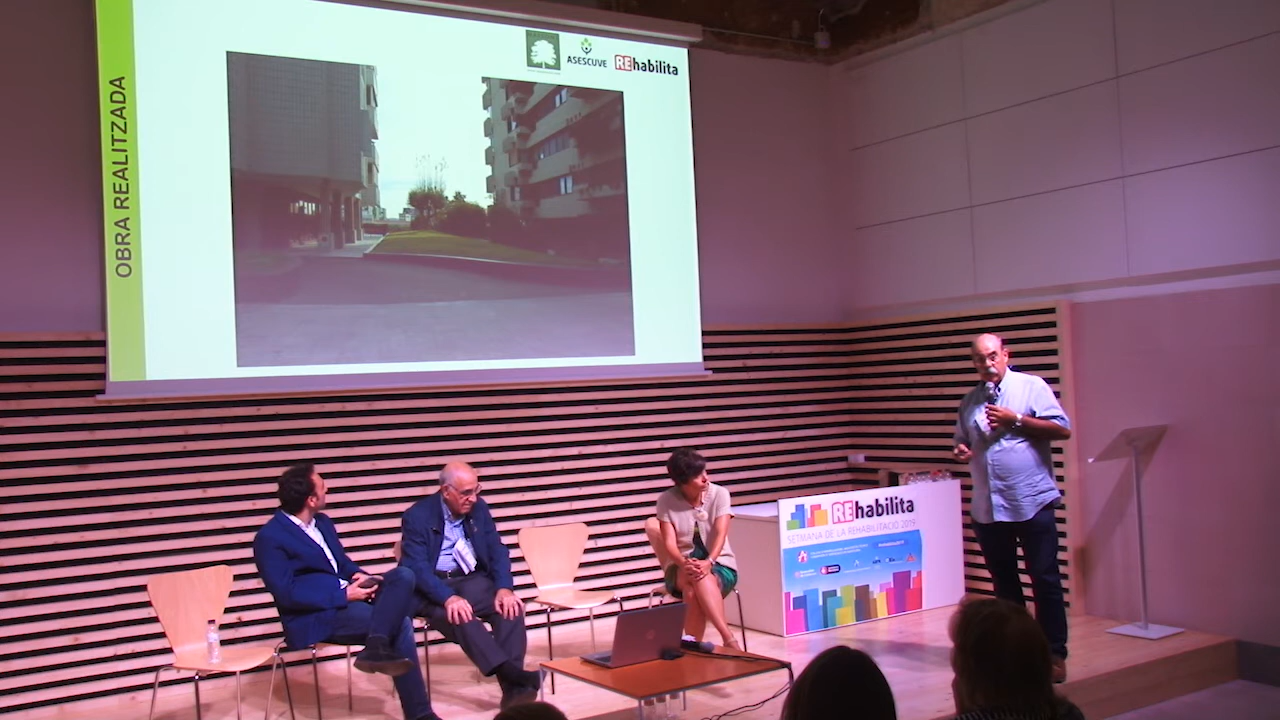 ASESCUVE
REhabilita
OBRA REALITZADA
REhabilita
SETMANA DE LA REHABILITACIÓ 2019